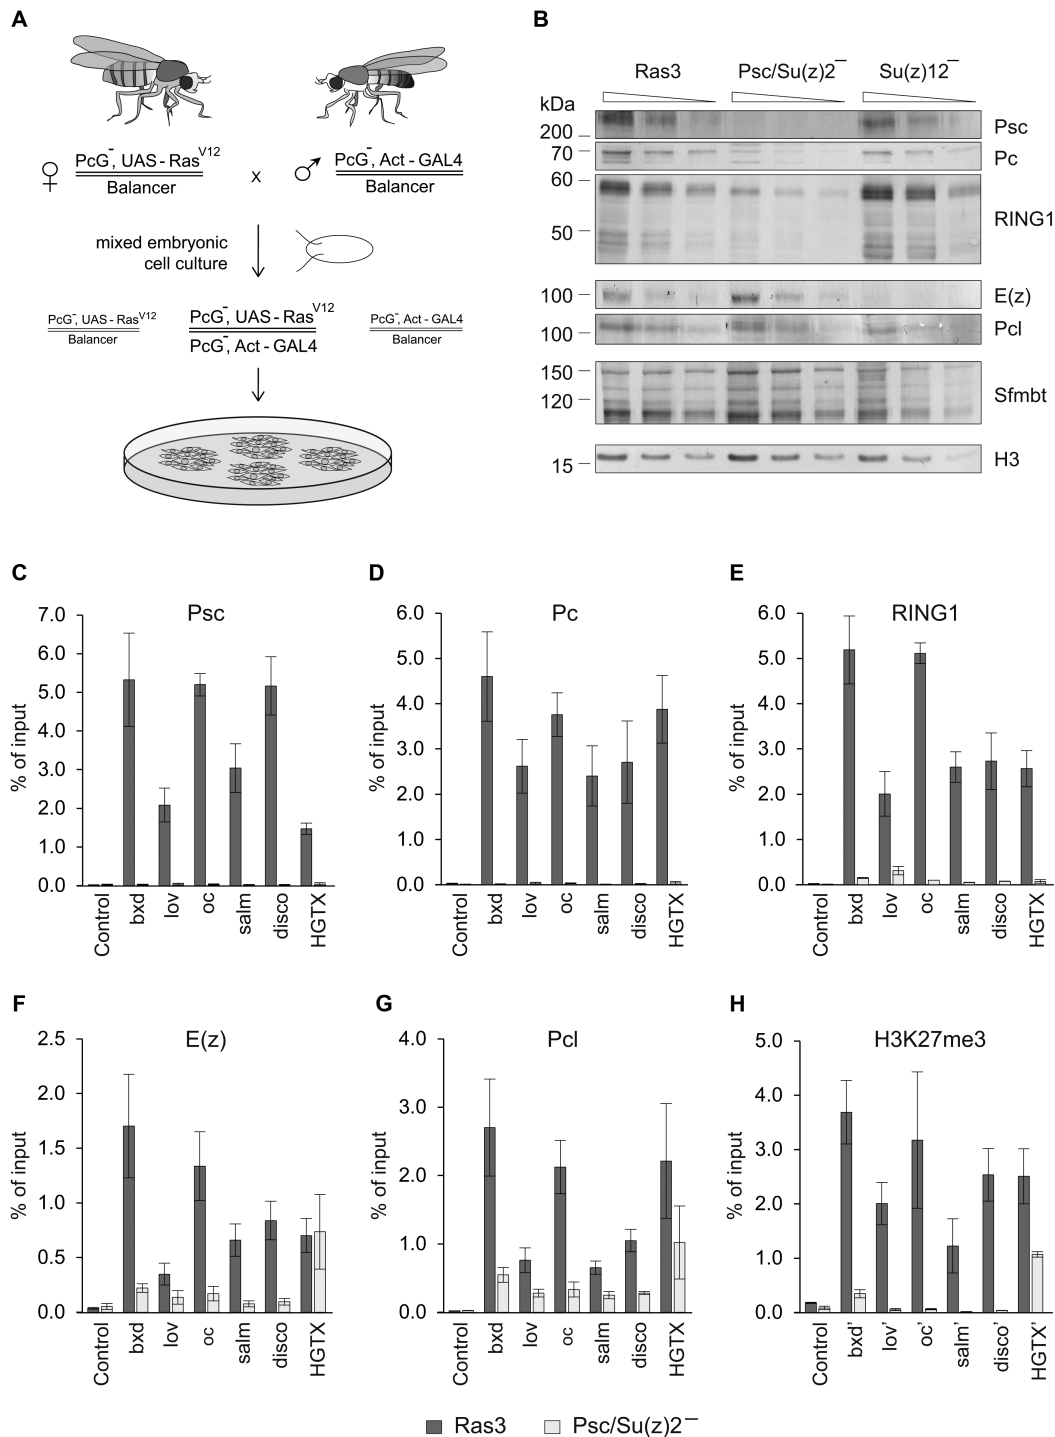 A
PcG⁻, UAS - Ras^V12
Balancer
♀
x
♂
PcG⁻, Act - GAL4
Balancer
mixed embryonic
cell culture
PcG⁻, UAS - Ras^V12
Balancer
PcG⁻, UAS - Ras^V12
PcG⁻, Act - GAL4
PcG⁻, Act - GAL4
Balancer
B
Ras3
Psc/Su(z)2⁻
Su(z)12⁻
kDa
200
Psc
70
Pc
60
50
RING1
100
E(z)
100
Pcl
150
120
Sfmbt
15
H3
C
Psc
% of input
7.0
6.0
5.0
4.0
3.0
2.0
1.0
0.0
Control
bxd
lov
oc
salm
disco
HGTX
D
Pc
% of input
6.0
5.0
4.0
3.0
2.0
1.0
0.0
Control
bxd
lov
oc
salm
disco
HGTX
E
RING1
% of input
6.0
5.0
4.0
3.0
2.0
1.0
0.0
Control
bxd
lov
oc
salm
disco
HGTX
F
E(z)
% of input
2.5
2.0
1.5
1.0
0.5
0.0
Control
bxd
lov
oc
salm
disco
HGTX
G
Pcl
% of input
4.0
3.0
2.0
1.0
0.0
Control
bxd
lov
oc
salm
disco
HGTX
H
H3K27me3
% of input
5.0
4.0
3.0
2.0
1.0
0.0
Control
bxd'
lov'
oc'
salm'
disco'
HGTX'
Ras3
Psc/Su(z)2⁻